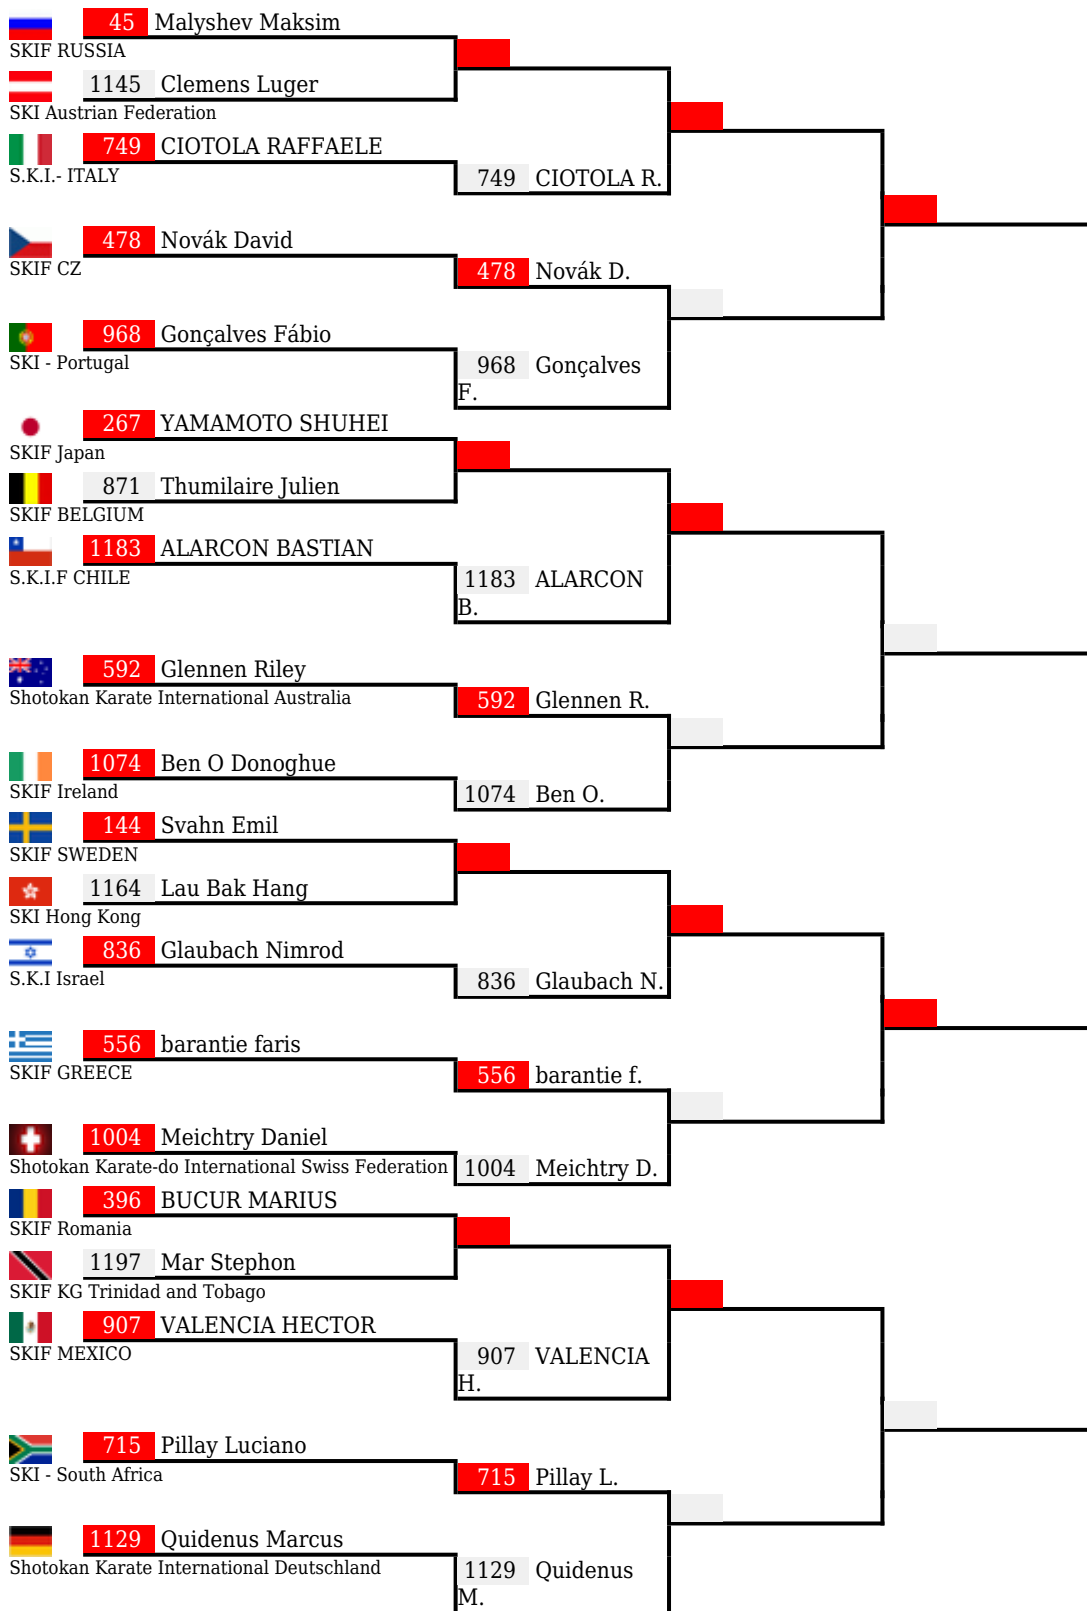 45 Malyshev Maksim
SKIF RUSSIA
1145 Clemens Luger
SKI Austrian Federation
749 CIOTOLA RAFFAELE
S.K.I.- ITALY
749 CIOTOLA R.
478 Novák David
SKIF CZ
478 Novák D.
968 Gonçalves Fábio
SKI - Portugal
968 Gonçalves
F.
267 YAMAMOTO SHUHEI
SKIF Japan
871 Thumilaire Julien
SKIF BELGIUM
1183 ALARCON BASTIAN
S.K.I.F CHILE
1183 ALARCON
B.
592 Glennen Riley
Shotokan Karate International Australia
592 Glennen R.
1074 Ben O Donoghue
SKIF Ireland
1074 Ben O.
144 Svahn Emil
SKIF SWEDEN
1164 Lau Bak Hang
SKI Hong Kong
836 Glaubach Nimrod
S.K.I Israel
836 Glaubach N.
556 barantie faris
SKIF GREECE
556 barantie f.
1004 Meichtry Daniel
Shotokan Karate-do International Swiss Federation
1004 Meichtry D.
396 BUCUR MARIUS
SKIF Romania
1197 Mar Stephon
SKIF KG Trinidad and Tobago
907 VALENCIA HECTOR
SKIF MEXICO
907 VALENCIA
H.
715 Pillay Luciano
SKI - South Africa
715 Pillay L.
1129 Quidenus Marcus
Shotokan Karate International Deutschland
1129 Quidenus
M.